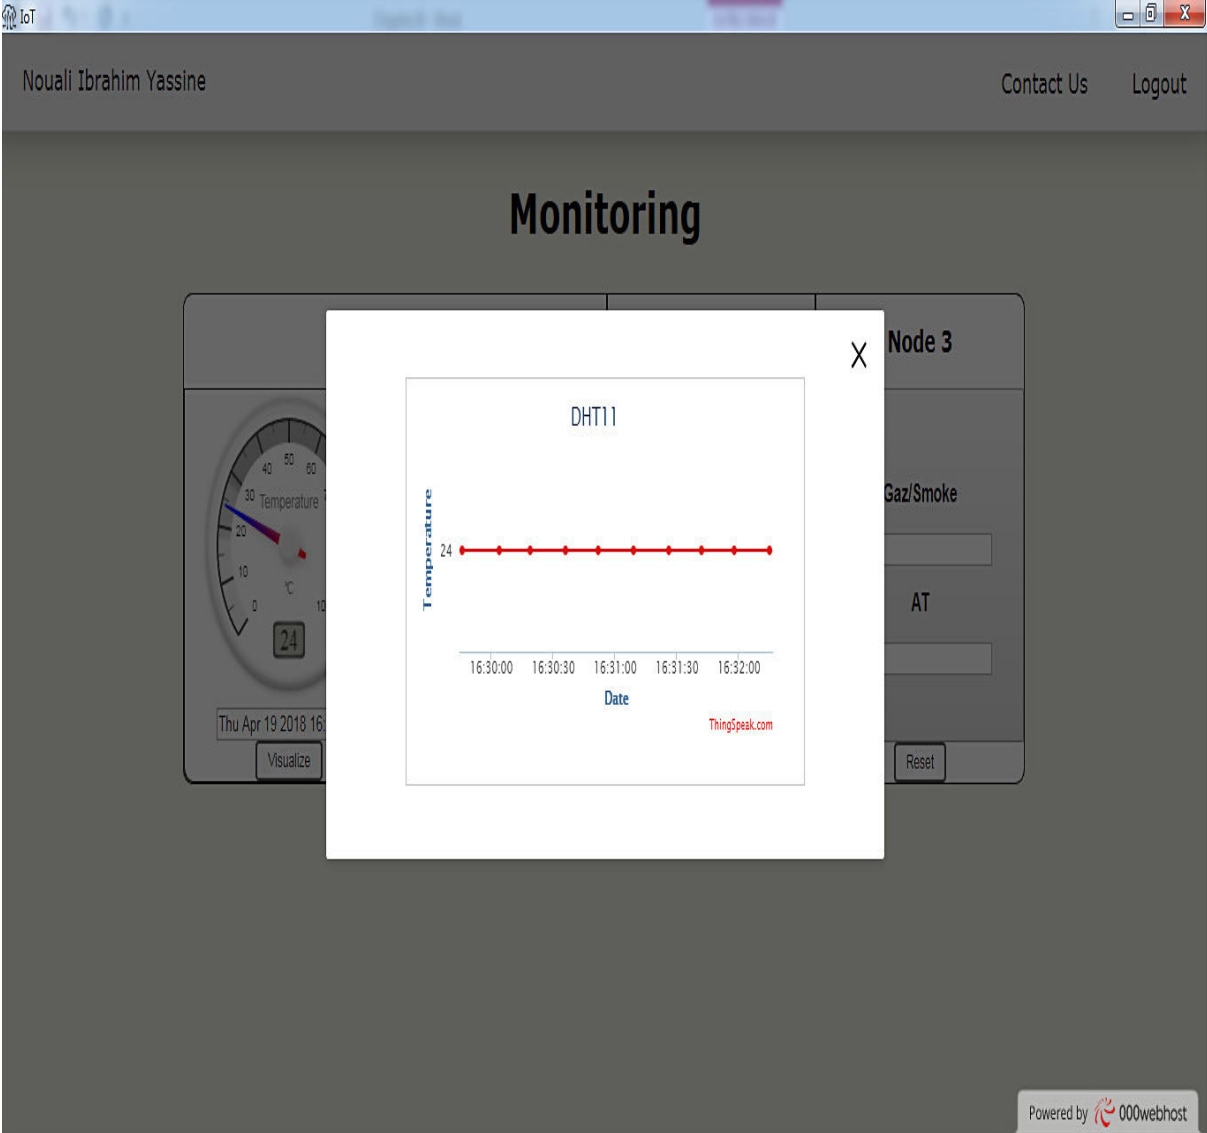 IoT
Nouali Ibrahim Yassine
Contact Us
Logout
Monitoring
Node 3
X
DHT11
Temperature
24
16:30:00 16:30:30 16:31:00 16:31:30 16:32:00
Date
ThingSpeak.com
0
10
20
30
40
50
60
Temperature
°C
24
Thu Apr 19 2018 16:
Visualize
Gaz/Smoke
AT
Reset
Powered by 000webhost